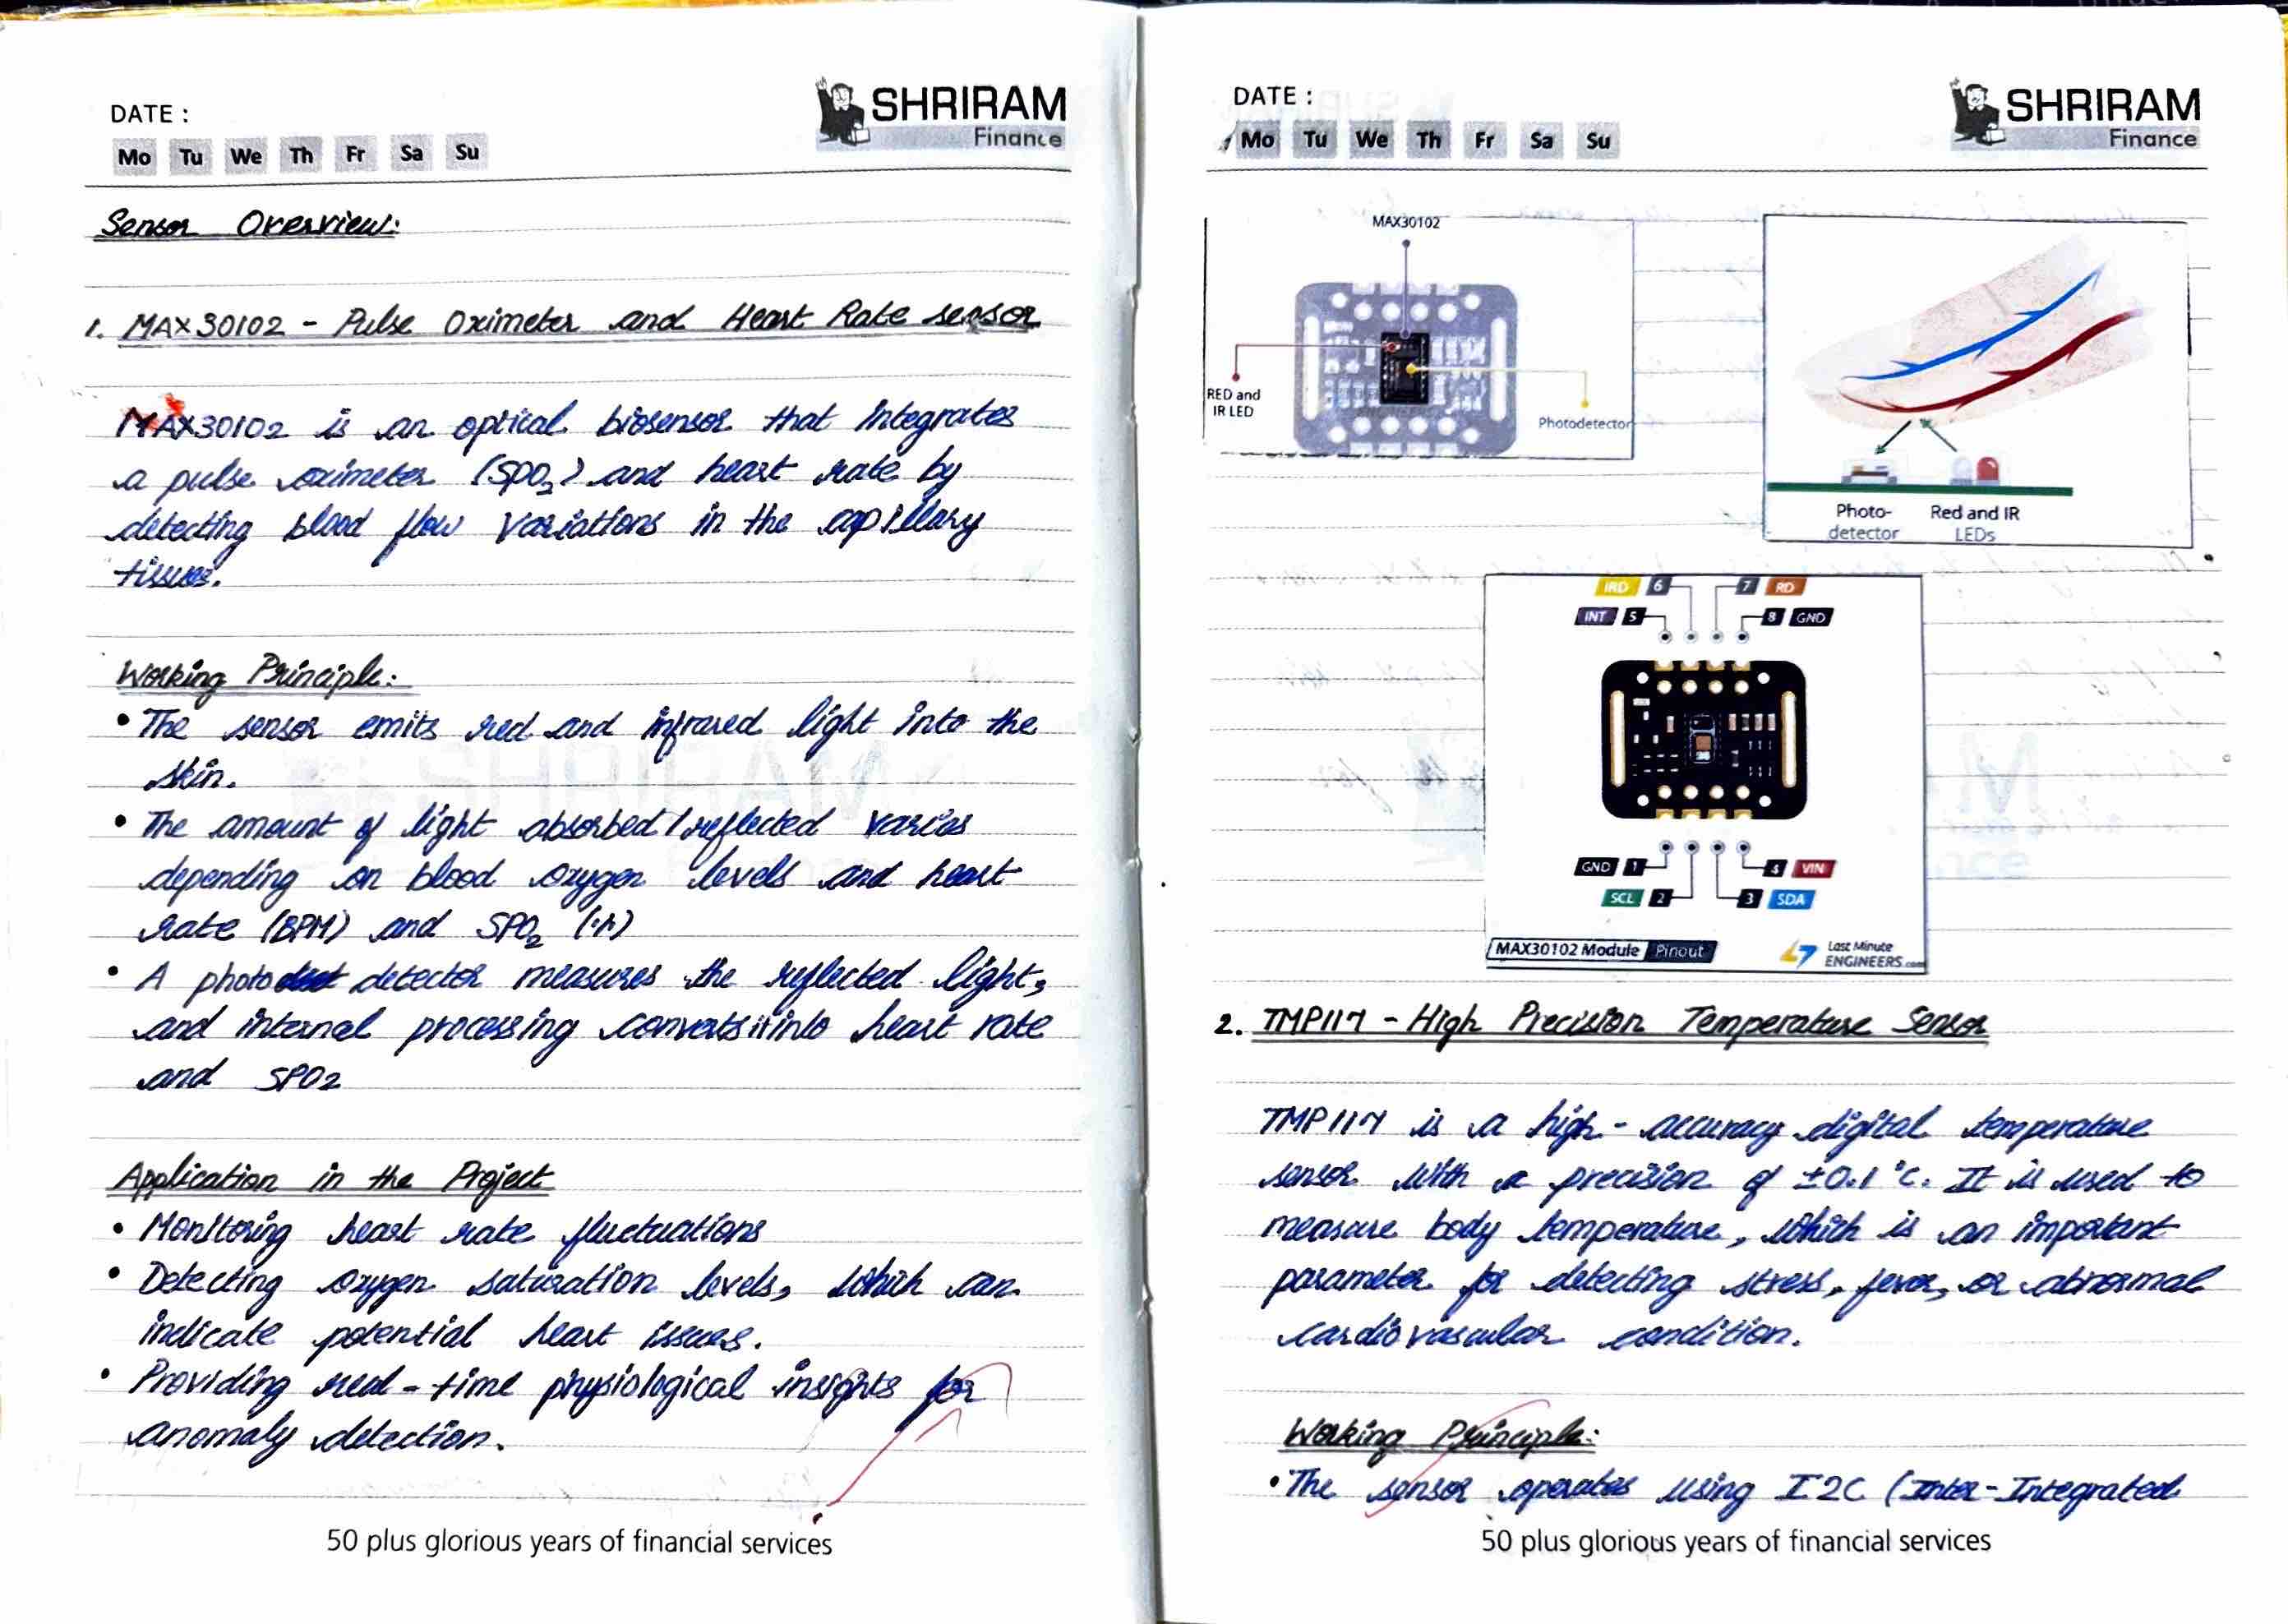 DATE :
SHRIRAM
Finance
Mo Tu We Th Fr Sa Su
Sensor Overview:
1. MAX30102 - Pulse Oximeter and Heart Rate sensor
MAX30102 is an optical biosensor that integrates
a pulse oximeter (SPO₂) and heart rate by
detecting blood flow variations in the capillary
tissues.
Working Principle:
• The sensor emits red and infrared light into the
skin.
• The amount of light absorbed/reflected varies
depending on blood oxygen levels and heart
rate (BPM) and SPO₂ (%)
• A photo detector measures the reflected light,
and internal processing converts it into heart rate
and SPO2
Application in the Project
• Monitoring heart rate fluctuations
• Detecting oxygen saturation levels, which can
indicate potential heart issues.
• Providing real-time physiological insights for
anomaly detection.
50 plus glorious years of financial services
DATE :
SHRIRAM
Finance
Mo Tu We Th Fr Sa Su
MAX30102
RED and
IR LED
Photodetector
Photo-
detector
Red and IR
LEDs
IRD 6 7 RD
INT 5 8 GND
GND 1 4 VIN
SCL 2 3 SDA
MAX30102 Module Pinout
Last Minute
ENGINEERS.com
2. TMP117 - High Precision Temperature Sensor
TMP117 is a high-accuracy digital temperature
sensor with a precision of ±0.1°C. It is used to
measure body temperature, which is an important
parameter for detecting stress, fever, or abnormal
cardiovascular condition.
Working Principle:
• The sensor operates using I2C (Inter-Integrated
50 plus glorious years of financial services